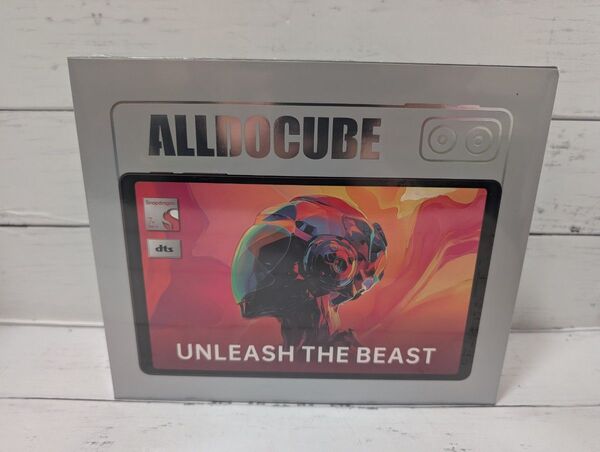 ALLDOCUBE
Snapdragon
dts
UNLEASH THE BEAST